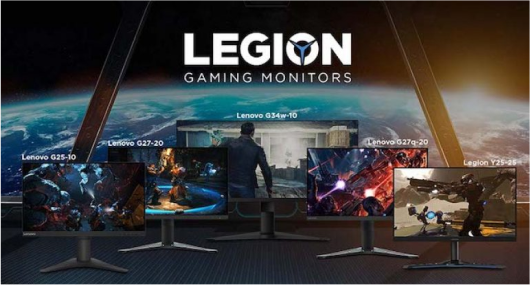 LEGION
GAMING MONITORS
Lenovo G34w-10
Lenovo G27-20
Lenovo G27q-20
Lenovo G25-10
Legion Y25-25